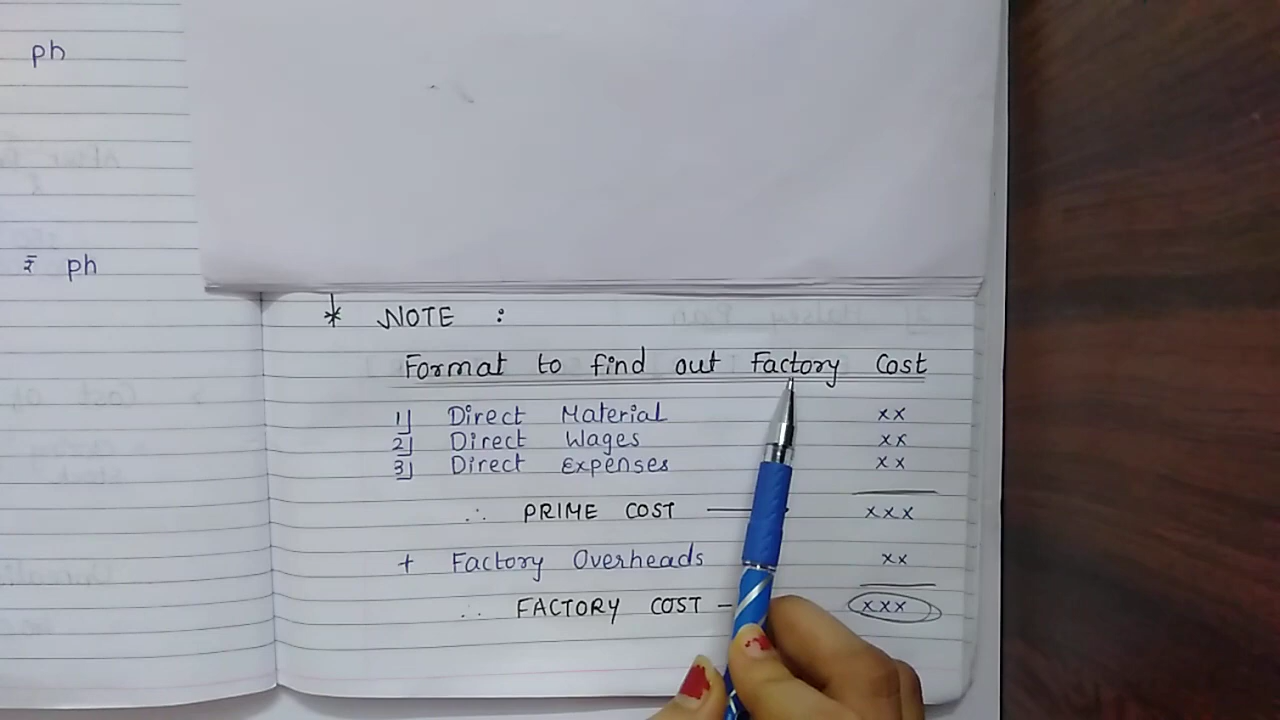 ph
₹ ph
* NOTE :
Format to find out Factory Cost
1] Direct Material xx
2] Direct Wages xx
3] Direct Expenses xx
∴ PRIME COST — xxx
+ Factory Overheads xx
∴ FACTORY COST – xxx